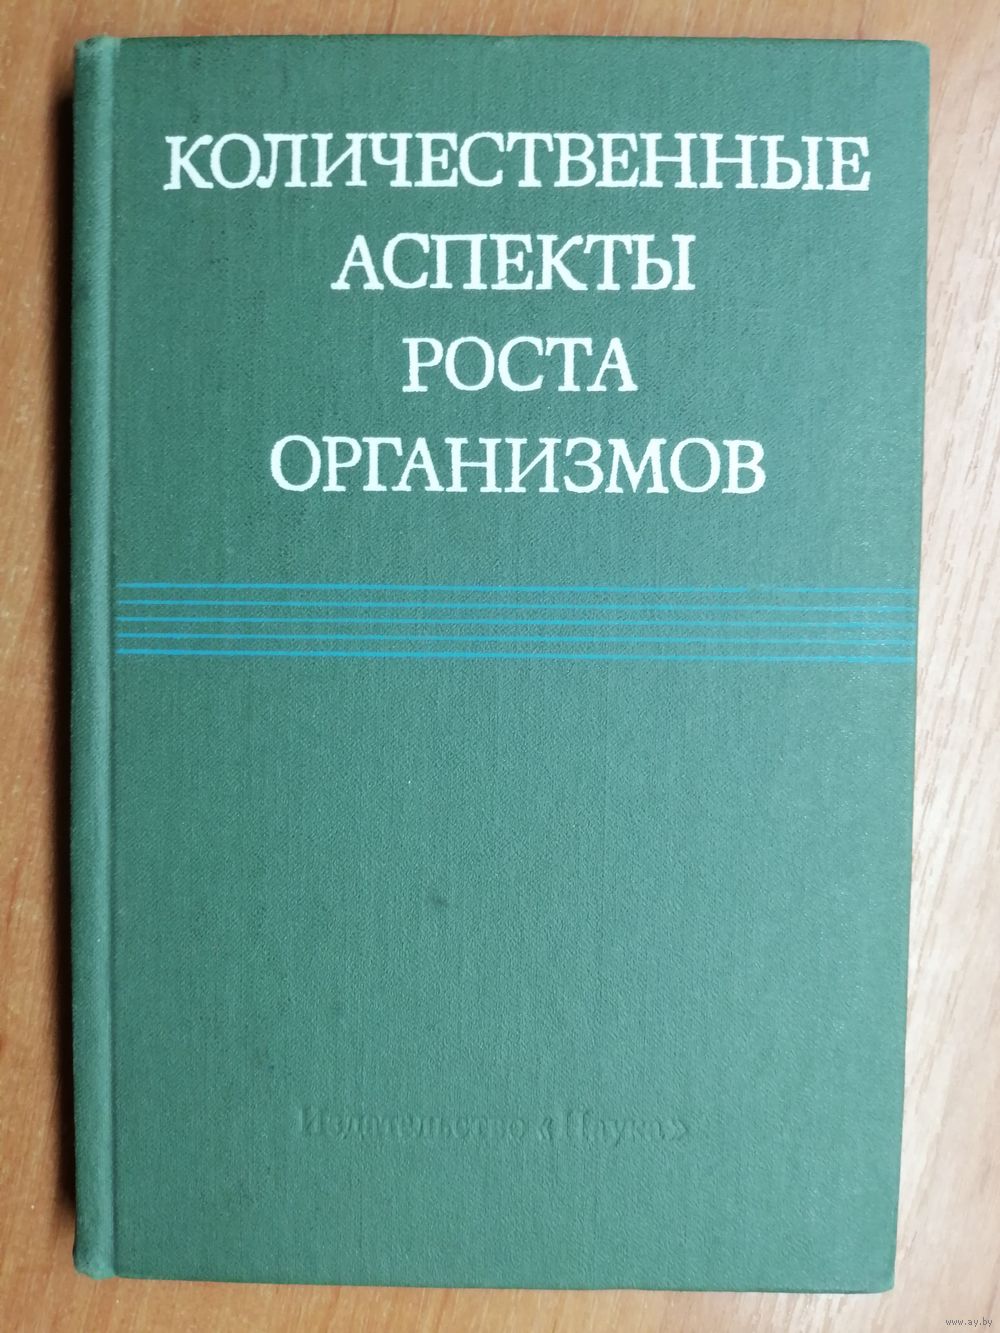 КОЛИЧЕСТВЕННЫЕ
АСПЕКТЫ
РОСТА
ОРГАНИЗМОВ
Издательство «Наука»
www.ay.by